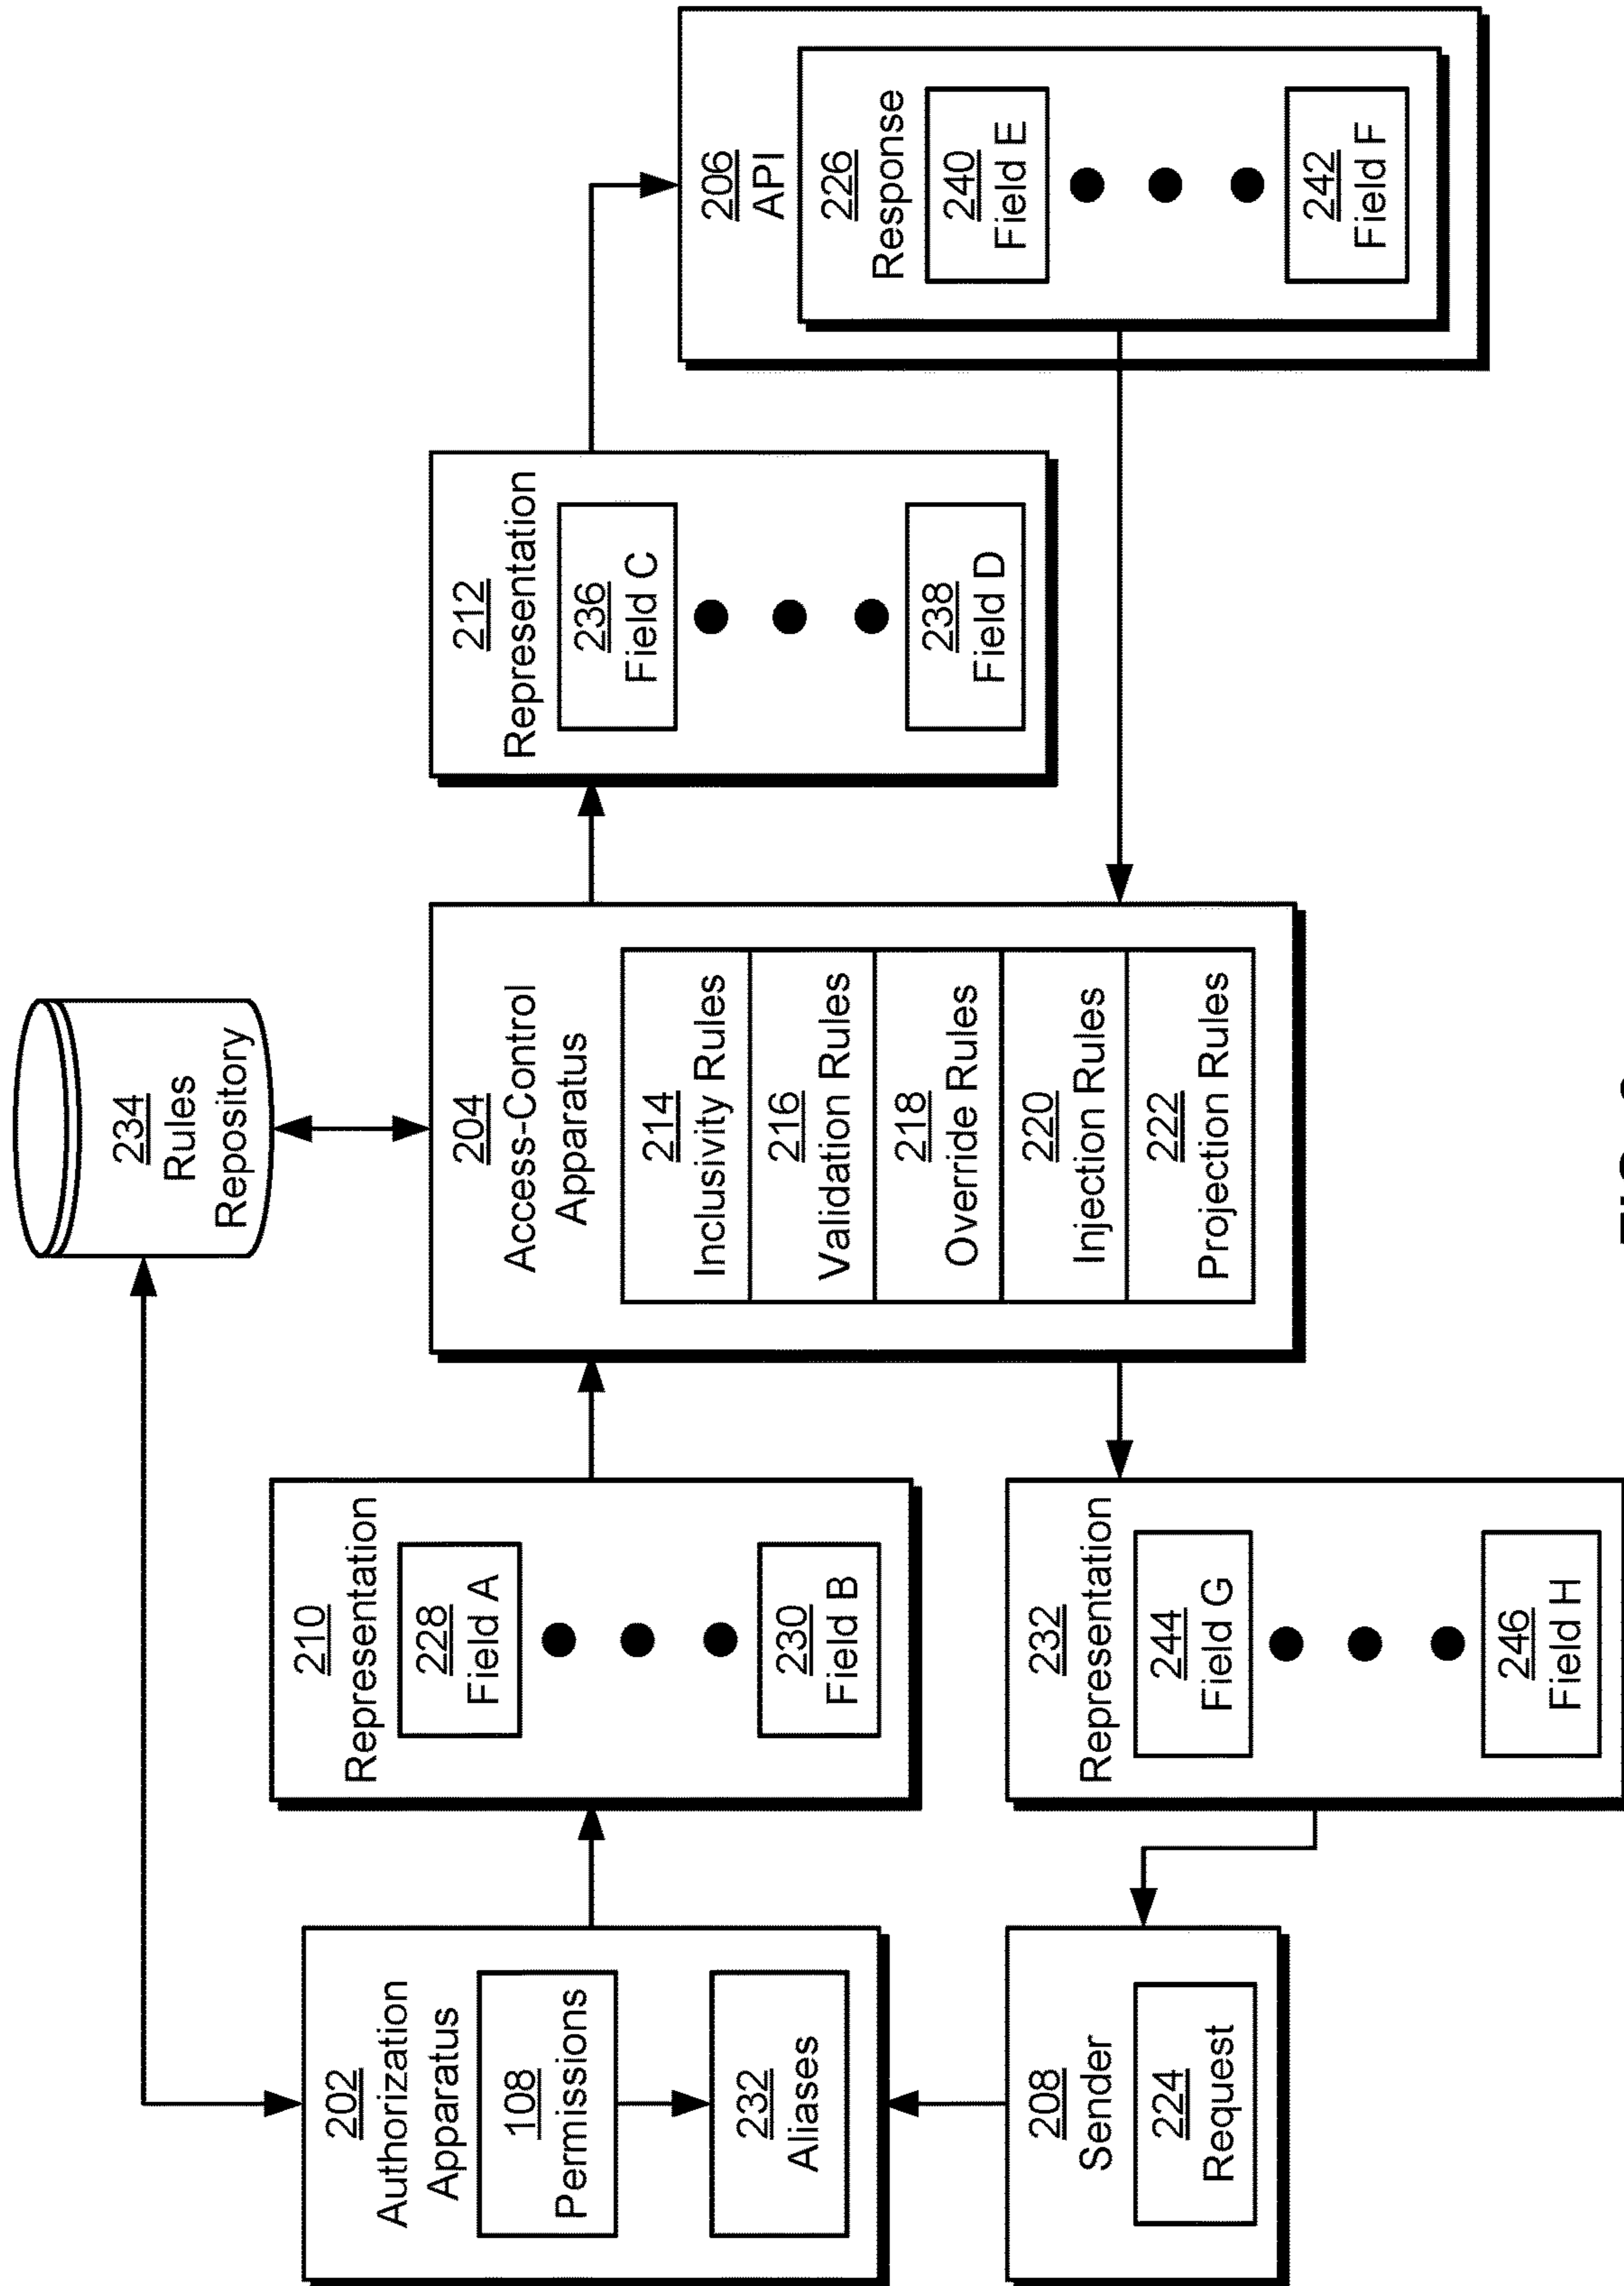 234
Rules
Repository
202
Authorization
Apparatus
108
Permissions
232
Aliases
208
Sender
224
Request
210
Representation
228
Field A
230
Field B
232
Representation
244
Field G
246
Field H
204
Access-Control
Apparatus
214
Inclusivity Rules
216
Validation Rules
218
Override Rules
220
Injection Rules
222
Projection Rules
212
Representation
236
Field C
238
Field D
206
API
226
Response
240
Field E
242
Field F